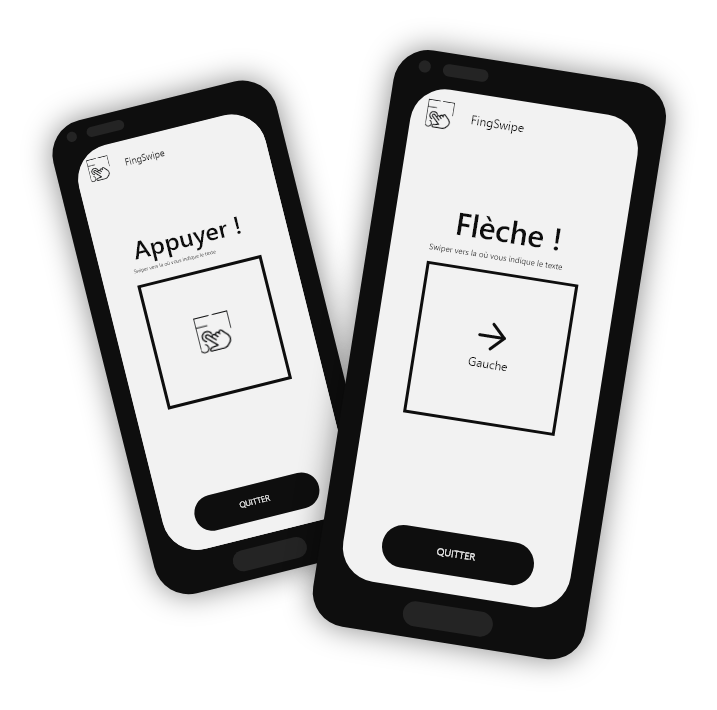 FingSwipe
Appuyer !
Swiper vers la où vous indique le texte
QUITTER
FingSwipe
Flèche !
Swiper vers la où vous indique le texte
Gauche
QUITTER